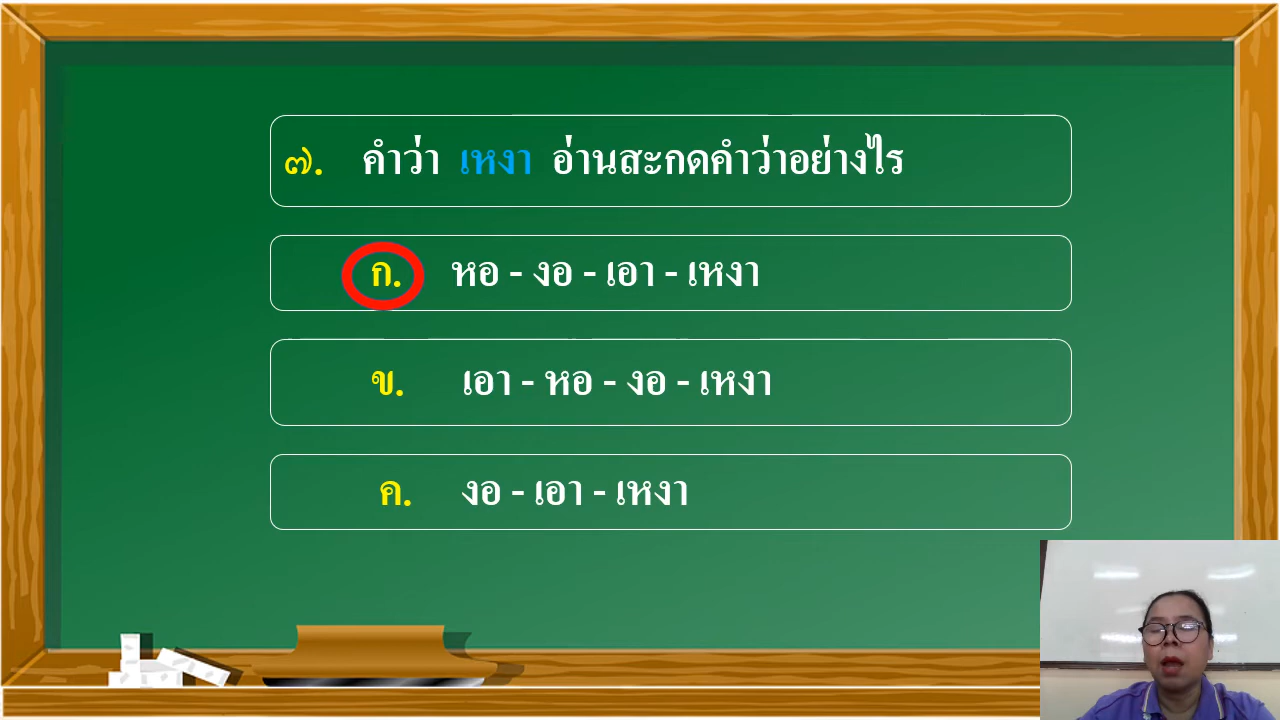 ๗. คำว่า เหงา อ่านสะกดคำว่าอย่างไร
ก. หอ - งอ - เอา - เหงา
ข. เอา - หอ - งอ - เหงา
ค. งอ - เอา - เหงา